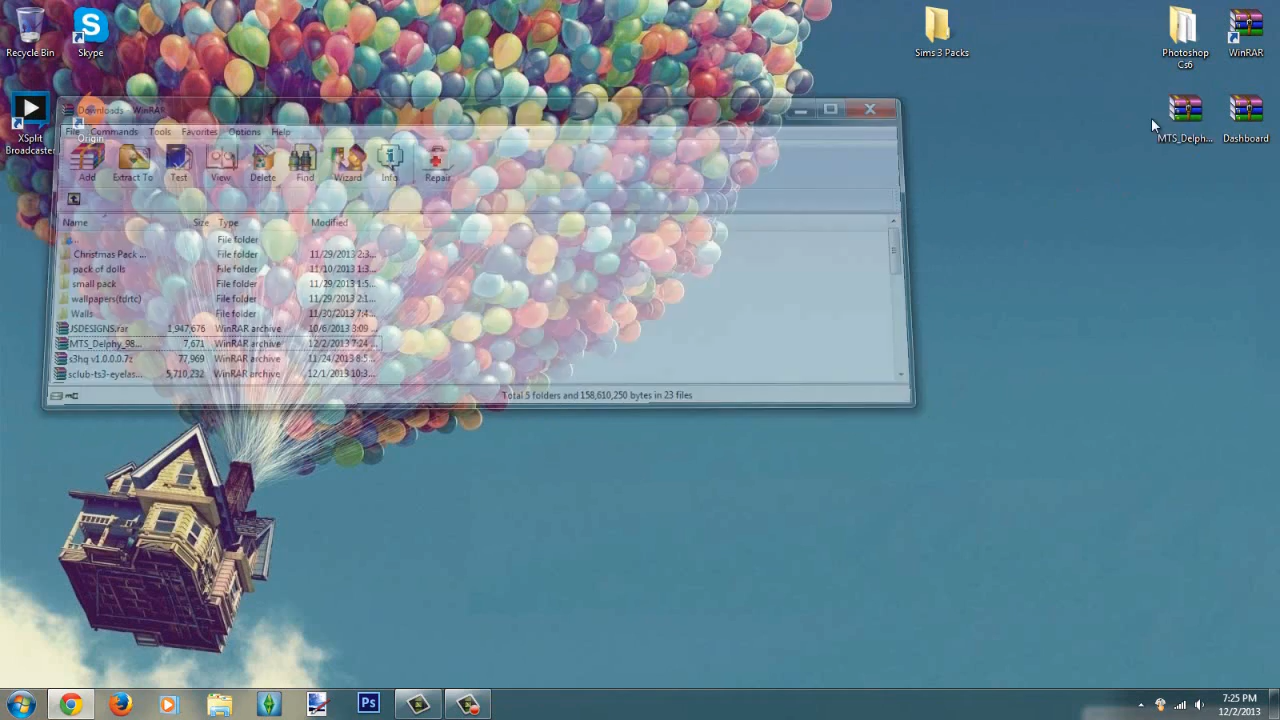 Recycle Bin
Skype
Sims 3 Packs
Photoshop Cs6
WinRAR
XSplit Broadcaster
Origin
MTS_Delph...
Dashboard
Downloads - WinRAR
File Commands Tools Favorites Options Help
Add Extract To Test View Delete Find Wizard Info Repair
Name Size Type Modified
.. File folder
Christmas Pack ... File folder 11/29/2013 2:3...
pack of dolls File folder 11/10/2013 1:3...
small pack File folder 11/29/2013 1:5...
wallpapers(tdrtc) File folder 11/29/2013 2:1...
Walls File folder 11/30/2013 7:4...
JSDESIGNS.rar 1,947,676 WinRAR archive 10/6/2013 3:09 ...
MTS_Delphy_98... 7,671 WinRAR archive 12/2/2013 7:24 ...
s3hq v1.0.0.0.7z 77,969 WinRAR archive 11/24/2013 8:5...
sclub-ts3-eyelas... 5,710,232 WinRAR archive 12/1/2013 10:3...
Total 5 folders and 158,610,250 bytes in 23 files
Ps
7:25 PM
12/2/2013